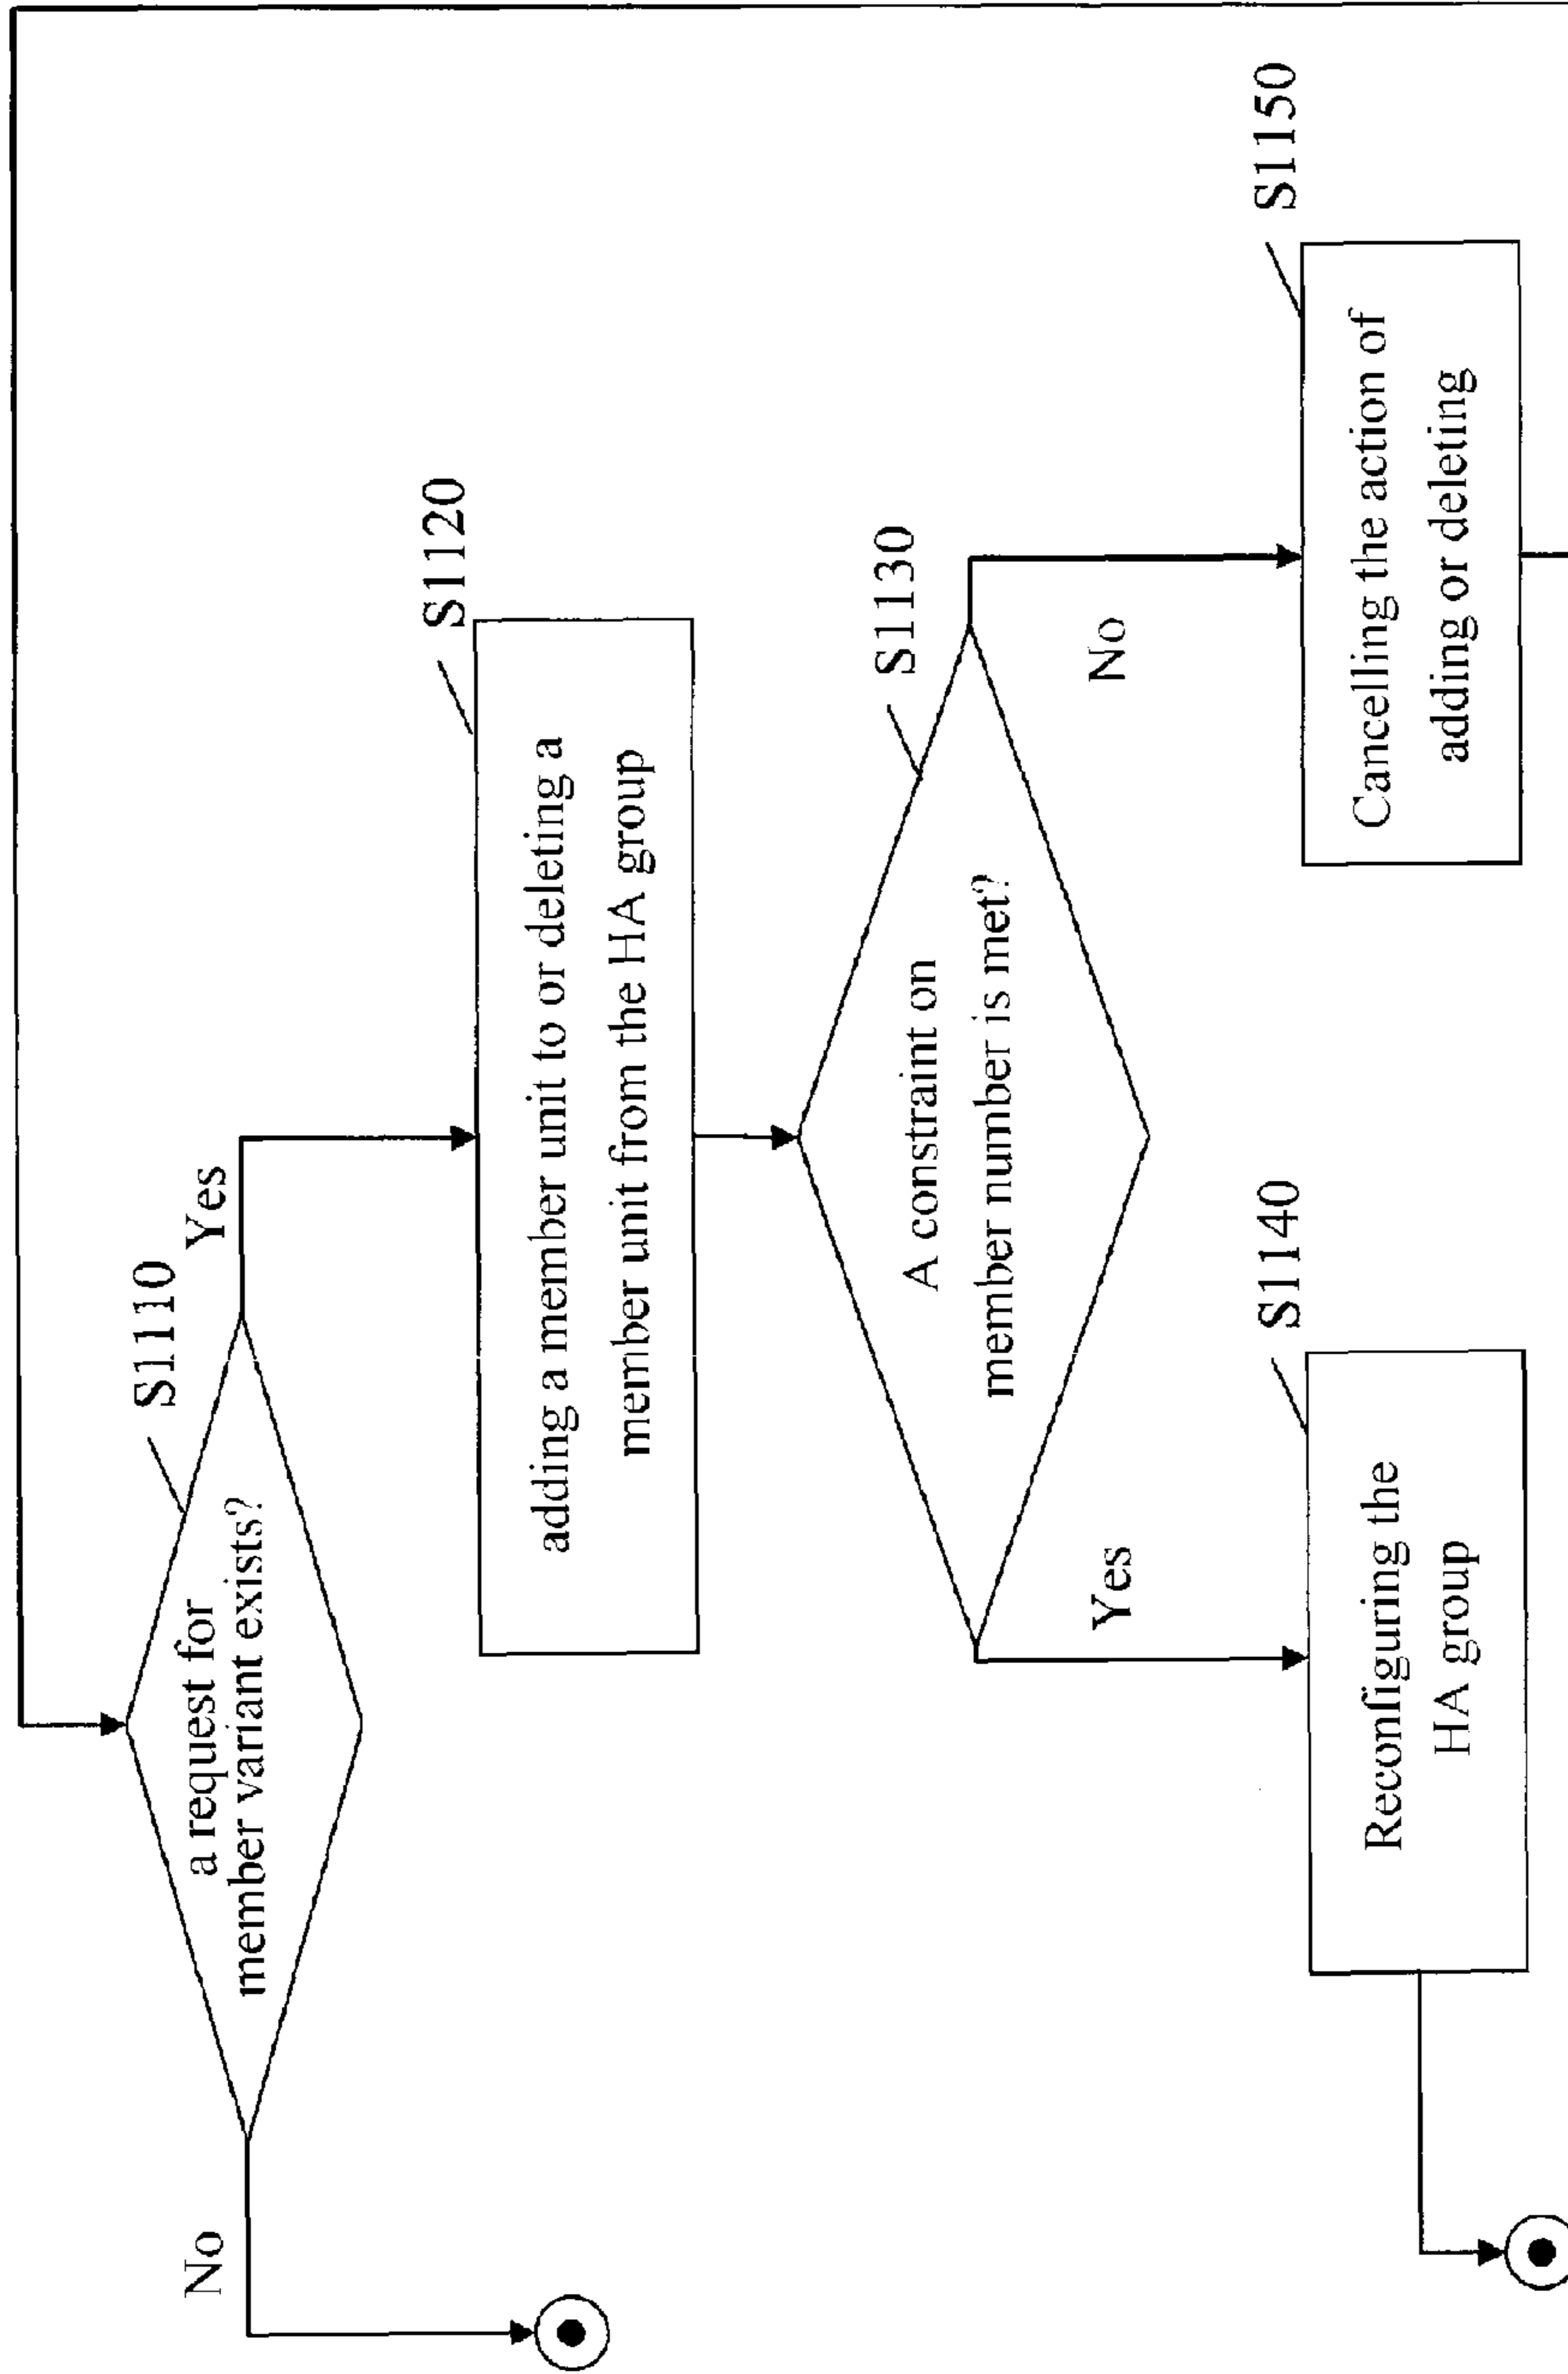 S1110
a request for
member variant exists?
Yes
No
S1120
adding a member unit to or deleting a
member unit from the HA group
S1130
A constraint on
member number is met?
Yes
No
S1140
Reconfiguring the
HA group
S1150
Cancelling the action of
adding or deleting